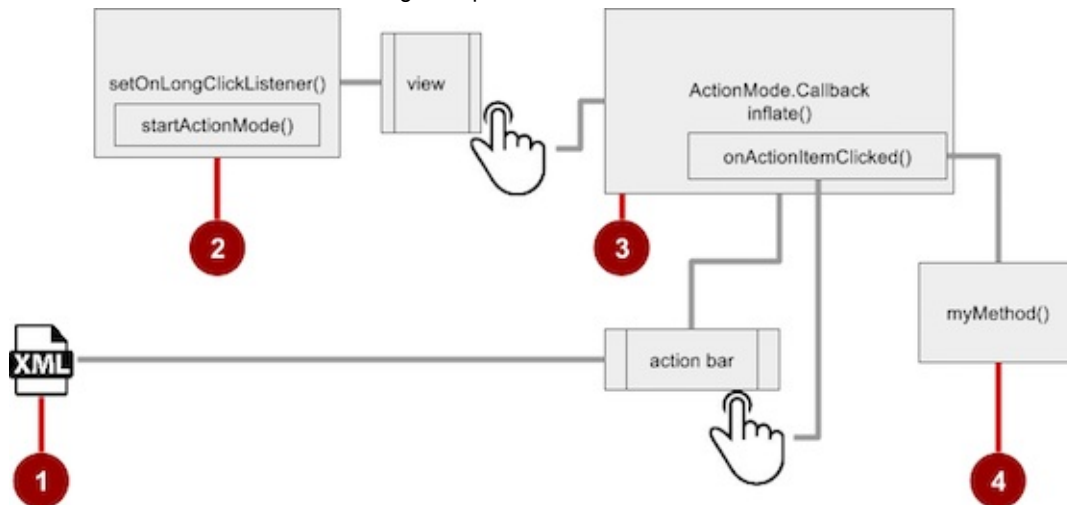 setOnLongClickListener()
startActionMode()
view
ActionMode.Callback
inflate()
onActionItemClicked()
2
3
myMethod()
XML
action bar
1
4